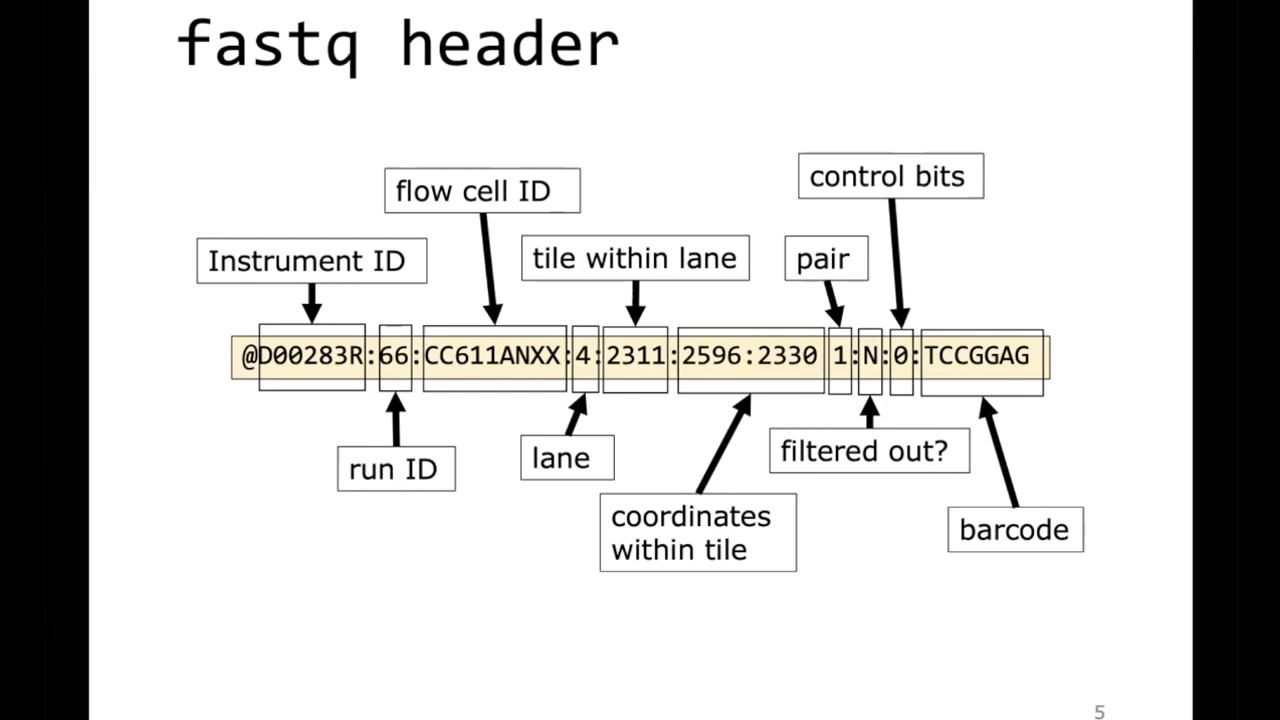 fastq header
control bits
flow cell ID
Instrument ID
tile within lane
pair
@D00283R:66:CC611ANXX:4:2311:2596:2330 1:N:0:TCCGGAG
run ID
lane
filtered out?
coordinates
within tile
barcode
5